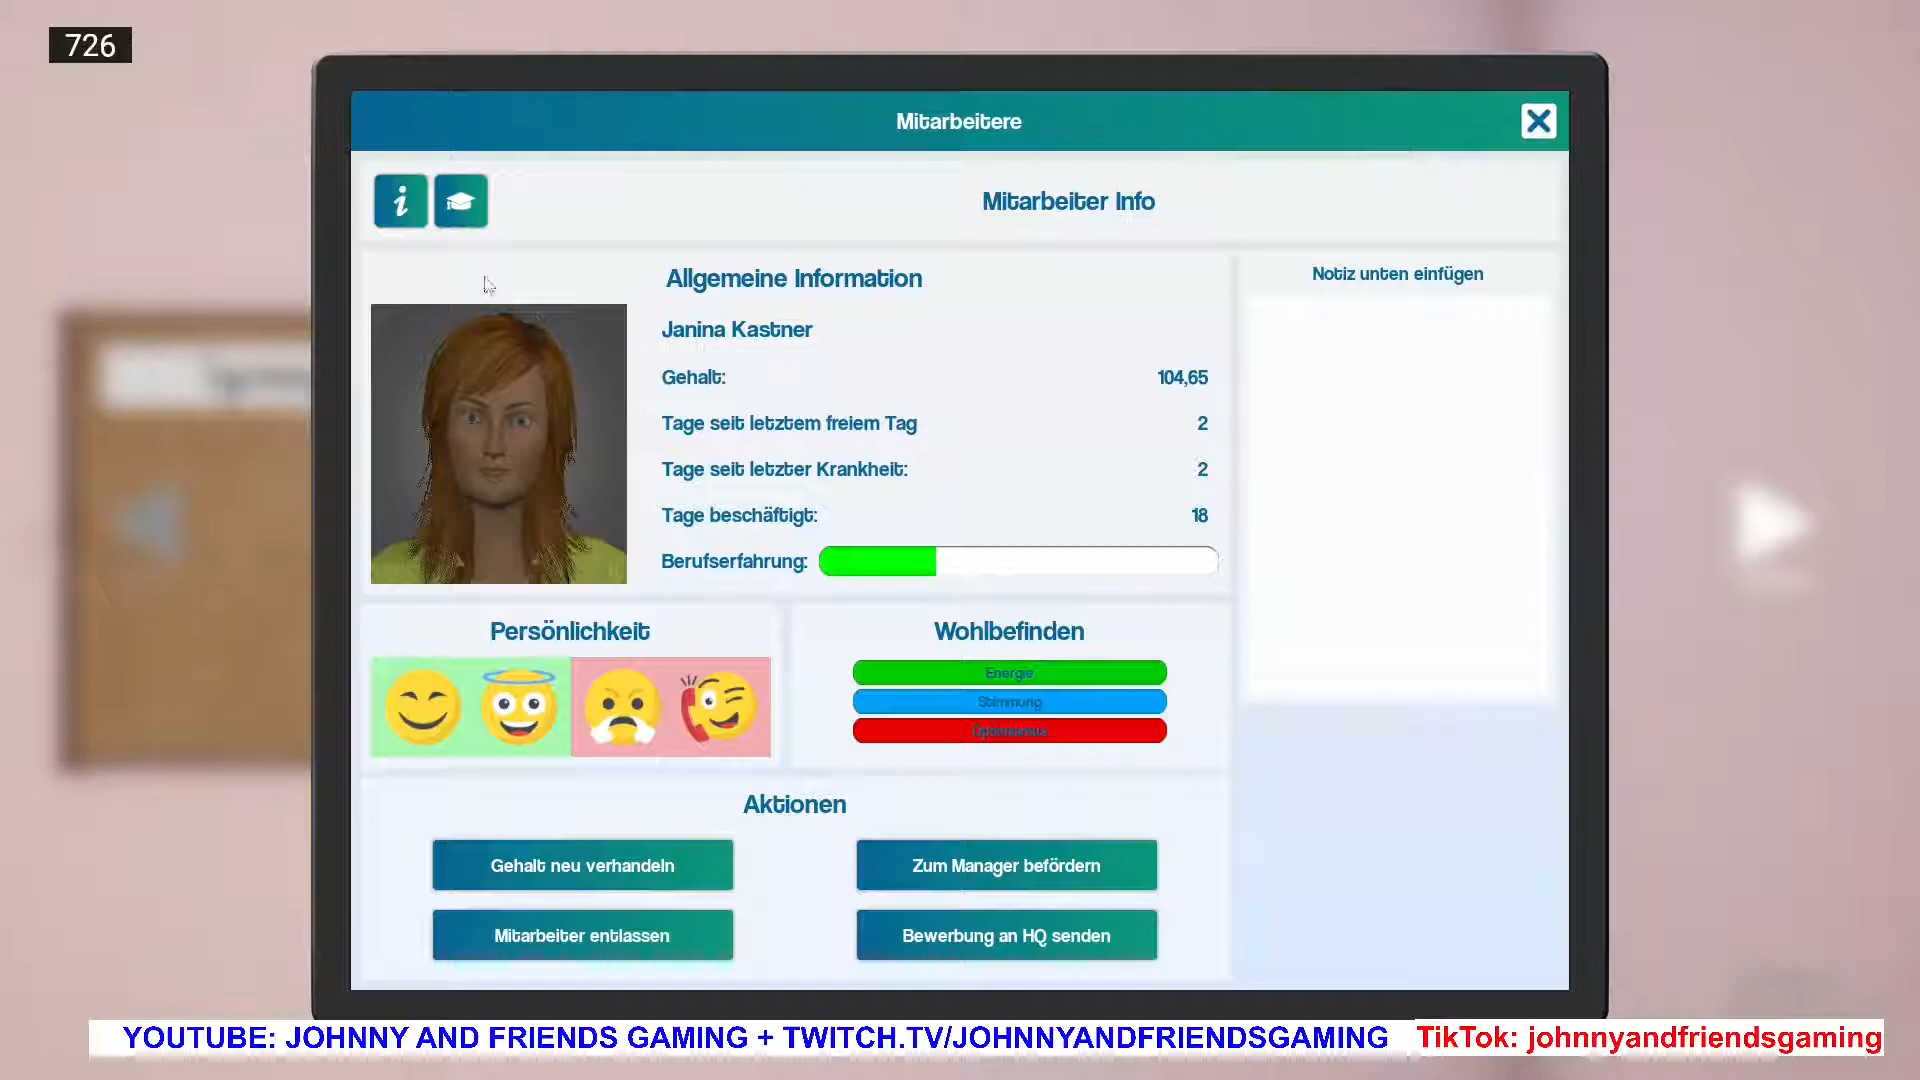 726
Mitarbeitere
i
Mitarbeiter Info
Allgemeine Information
Notiz unten einfügen
Janina Kastner
Gehalt: 104,65
Tage seit letztem freiem Tag 2
Tage seit letzter Krankheit: 2
Tage beschäftigt: 18
Berufserfahrung:
Persönlichkeit
Wohlbefinden
Energie
Stimmung
Optimismus
Aktionen
Gehalt neu verhandeln
Zum Manager befördern
Mitarbeiter entlassen
Bewerbung an HQ senden
YOUTUBE: JOHNNY AND FRIENDS GAMING + TWITCH.TV/JOHNNYANDFRIENDSGAMING
TikTok: johnnyandfriendsgaming